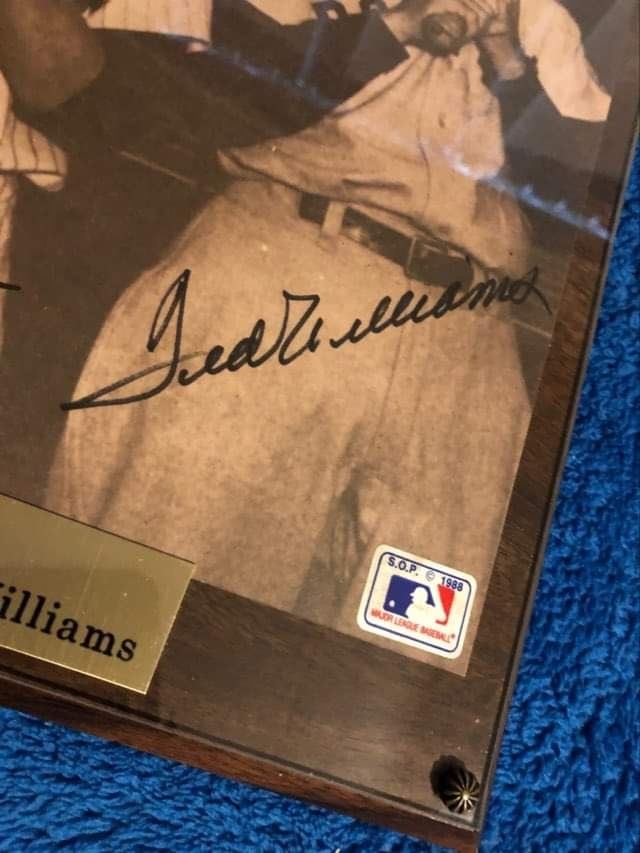 Ted Williams
S.O.P. © 1988
MAJOR LEAGUE BASEBALL®
illiams